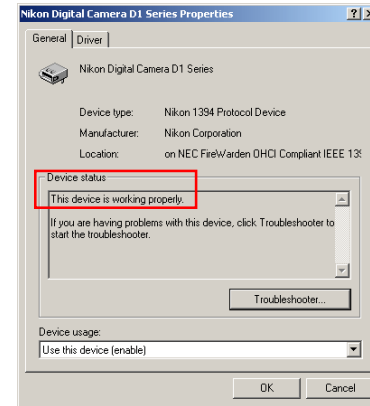 Nikon Digital Camera D1 Series Properties
General Driver
Nikon Digital Camera D1 Series
Device type: Nikon 1394 Protocol Device
Manufacturer: Nikon Corporation
Location: on NEC FireWarden OHCI Compliant IEEE
Device status
This device is working properly.
If you are having problems with this device, click Troubleshooter to
start the troubleshooter.
Troubleshooter...
Device usage:
Use this device (enable)
OK Cancel